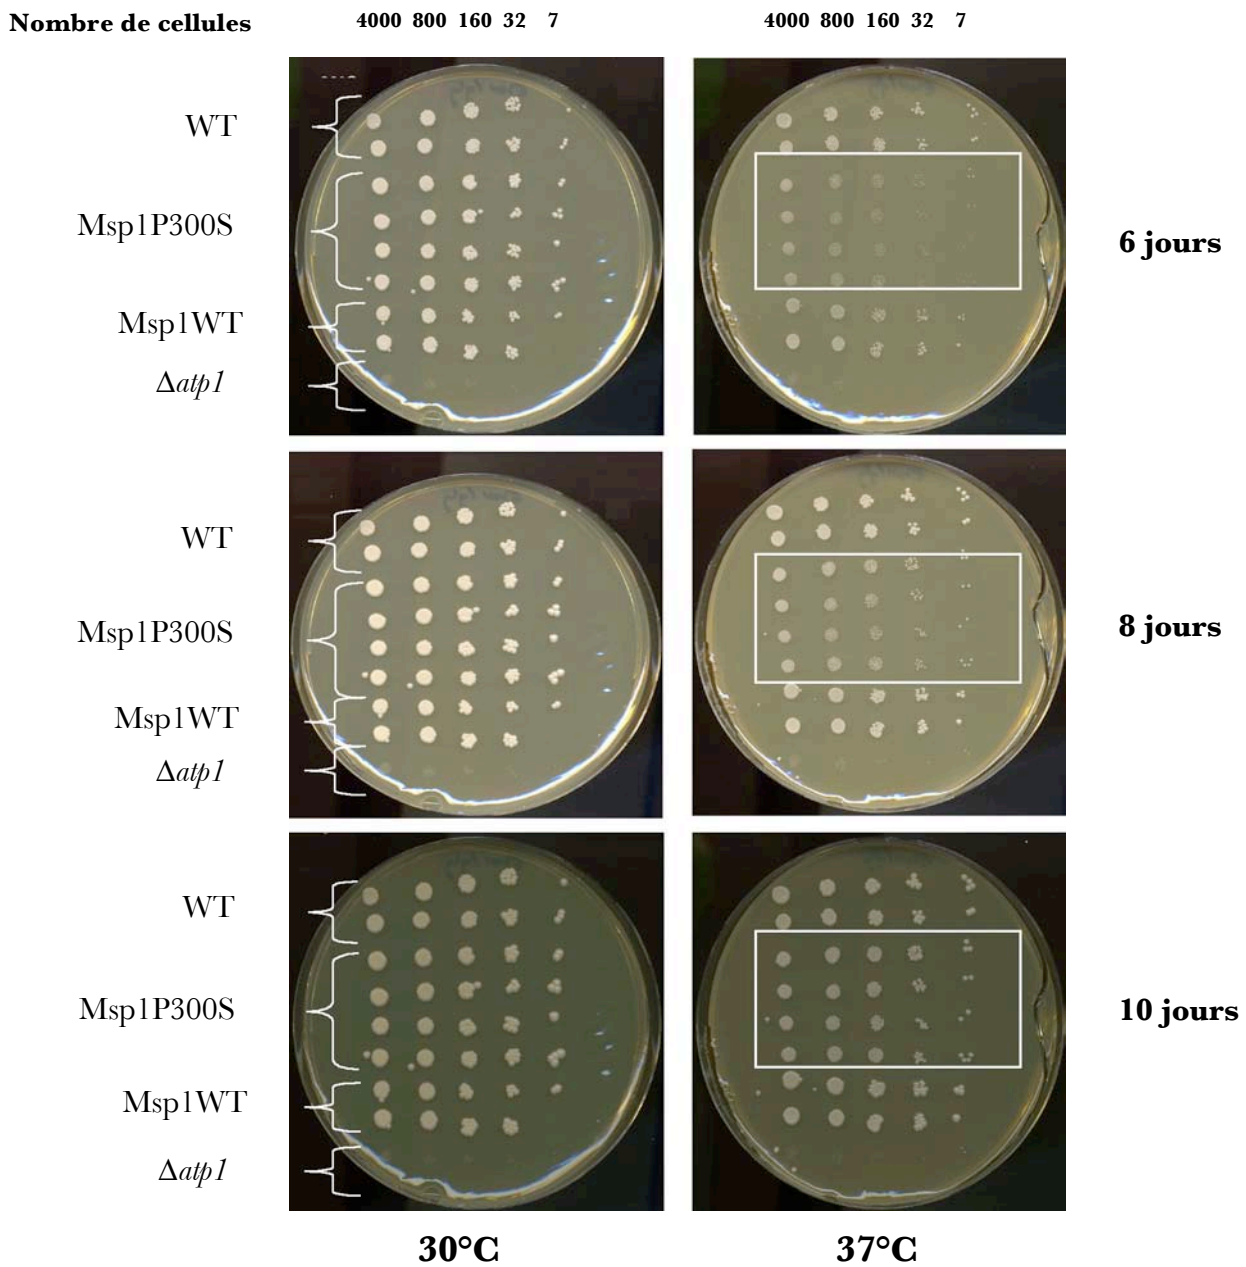 Nombre de cellules 4000 800 160 32 7 4000 800 160 32 7
WT
Msp1P300S
Msp1WT
Δatp1
6 jours
WT
Msp1P300S
Msp1WT
Δatp1
8 jours
WT
Msp1P300S
Msp1WT
Δatp1
10 jours
30°C 37°C